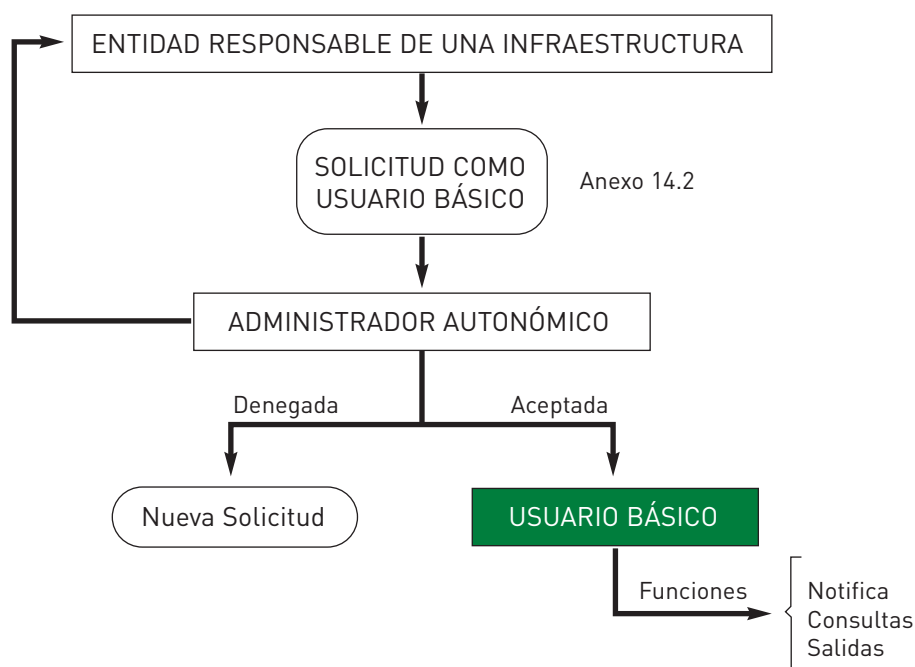 ENTIDAD RESPONSABLE DE UNA INFRAESTRUCTURA
SOLICITUD COMO
USUARIO BÁSICO
Anexo 14.2
ADMINISTRADOR AUTONÓMICO
Denegada
Aceptada
Nueva Solicitud
USUARIO BÁSICO
Funciones
Notifica
Consultas
Salidas